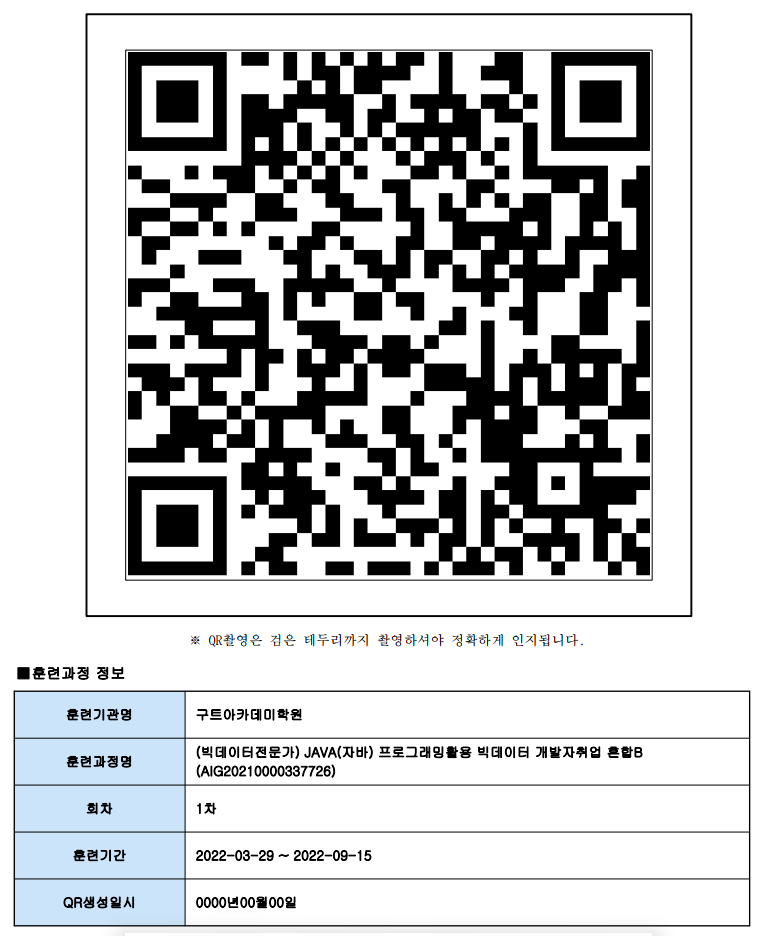 ※ QR촬영은 검은 테두리까지 촬영하셔야 정확하게 인지됩니다.
■훈련과정 정보
훈련기관명 구트아카데미학원
훈련과정명 (빅데이터전문가) JAVA(자바) 프로그래밍활용 빅데이터 개발자취업 혼합B
(AIG20210000337726)
회차 1차
훈련기간 2022-03-29 ~ 2022-09-15
QR생성일시 0000년00월00일